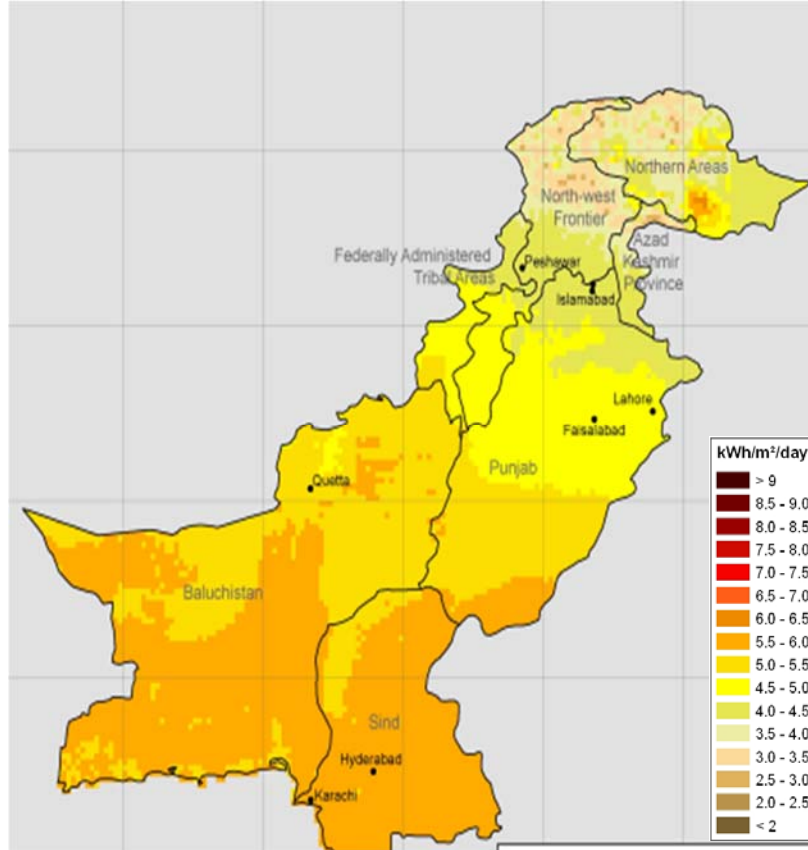 Northern Areas
North-west
Frontier
Azad
Kashmir
Province
Federally Administered
Tribal Areas
Peshawar
Islamabad
Lahore
Faisalabad
Punjab
Quetta
Baluchistan
Sind
Hyderabad
Karachi
kWh/m²/day
> 9
8.5 - 9.0
8.0 - 8.5
7.5 - 8.0
7.0 - 7.5
6.5 - 7.0
6.0 - 6.5
5.5 - 6.0
5.0 - 5.5
4.5 - 5.0
4.0 - 4.5
3.5 - 4.0
3.0 - 3.5
2.5 - 3.0
2.0 - 2.5
< 2